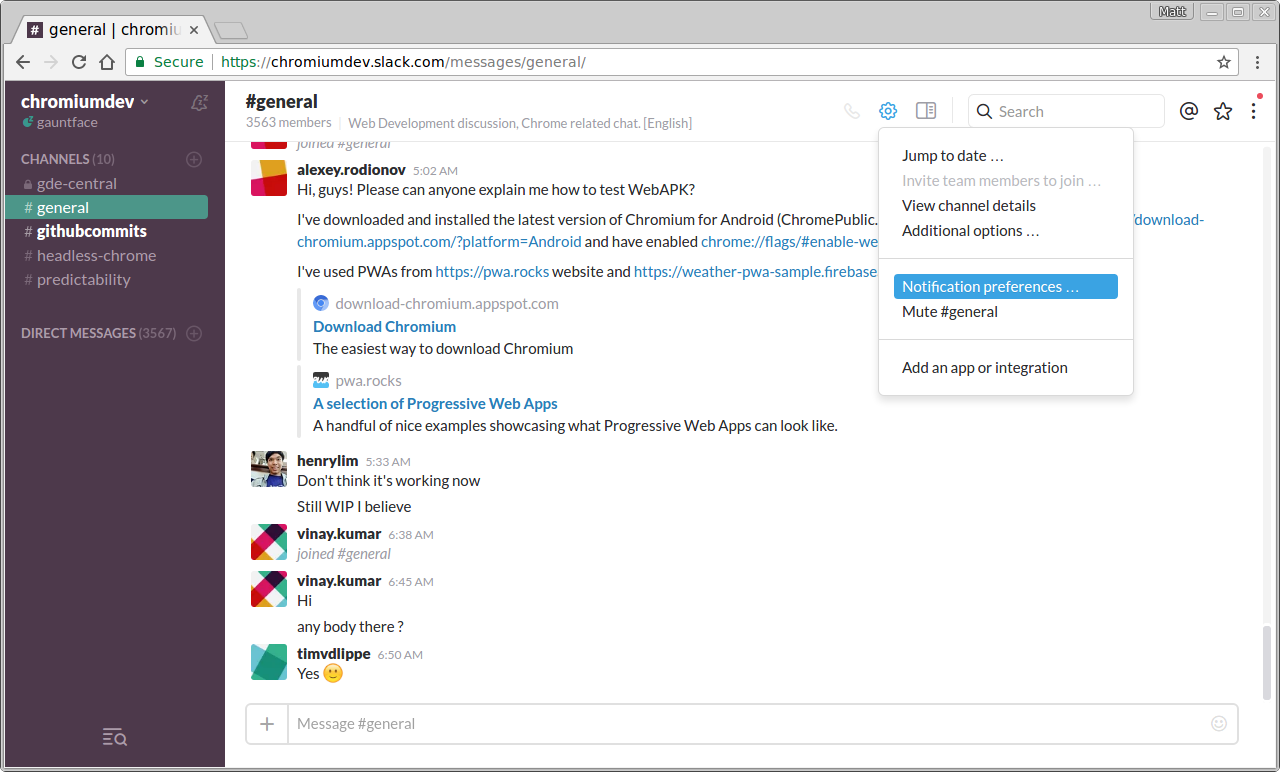 Matt
# general | chromiu
Secure
https://chromiumdev.slack.com/messages/general/
chromiumdev
gauntface
CHANNELS (10)
gde-central
# general
# githubcommits
# headless-chrome
# predictability
DIRECT MESSAGES (3567)
#general
3563 members | Web Development discussion, Chrome related chat. [English]
Search
joined #general
alexey.rodionov 5:02 AM
Hi, guys! Please can anyone explain me how to test WebAPK?
I've downloaded and installed the latest version of Chromium for Android (ChromePublic. /download-
chromium.appspot.com/?platform=Android and have enabled chrome://flags/#enable-we
I've used PWAs from https://pwa.rocks website and https://weather-pwa-sample.firebase
download-chromium.appspot.com
Download Chromium
The easiest way to download Chromium
pwa.rocks
A selection of Progressive Web Apps
A handful of nice examples showcasing what Progressive Web Apps can look like.
henrylim 5:33 AM
Don't think it's working now
Still WIP I believe
vinay.kumar 6:38 AM
joined #general
vinay.kumar 6:45 AM
Hi
any body there ?
timvdlippe 6:50 AM
Yes 🙂
Message #general
Jump to date …
Invite team members to join …
View channel details
Additional options …
Notification preferences …
Mute #general
Add an app or integration